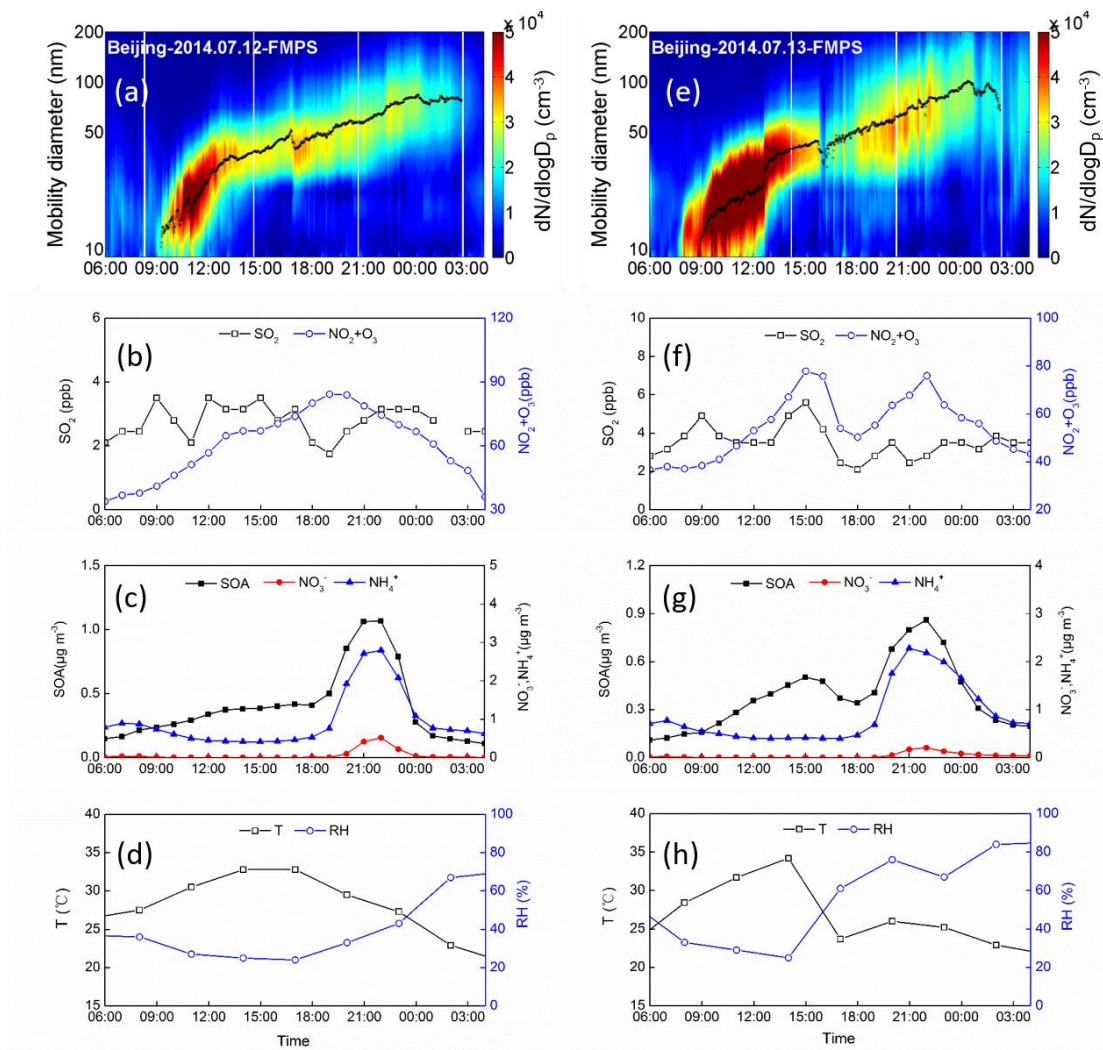 Beijing-2014.07.12-FMPS
(a)
Mobility diameter (nm)
200
100
50
10
06:00 09:00 12:00 15:00 18:00 21:00 00:00 03:00
x 10^4
5
4
3
2
1
0
dN/dlogD_p (cm^-3)
Beijing-2014.07.13-FMPS
(e)
Mobility diameter (nm)
200
100
50
10
06:00 09:00 12:00 15:00 18:00 21:00 00:00 03:00
x 10^4
5
4
3
2
1
0
dN/dlogD_p (cm^-3)
(b)
SO_2 NO_2+O_3
SO_2 (ppb)
6
4
2
0
NO_2+O_3(ppb)
120
90
60
30
06:00 09:00 12:00 15:00 18:00 21:00 00:00 03:00
(f)
SO_2 NO_2+O_3
SO_2 (ppb)
10
8
6
4
2
0
NO_2+O_3(ppb)
100
80
60
40
20
06:00 09:00 12:00 15:00 18:00 21:00 00:00 03:00
(c)
SOA NO_3^- NH_4^+
SOA(μg m^-3)
1.5
1.0
0.5
0.0
NO_3^-,NH_4^+(μg m^-3)
5
4
3
2
1
0
06:00 09:00 12:00 15:00 18:00 21:00 00:00 03:00
(g)
SOA NO_3^- NH_4^+
SOA(μg m^-3)
1.2
0.9
0.6
0.3
0.0
NO_3^-,NH_4^+(μg m^-3)
4
3
2
1
0
06:00 09:00 12:00 15:00 18:00 21:00 00:00 03:00
(d)
T RH
T (℃)
40
35
30
25
20
15
RH (%)
100
80
60
40
20
0
06:00 09:00 12:00 15:00 18:00 21:00 00:00 03:00
Time
(h)
T RH
T (℃)
40
35
30
25
20
15
RH (%)
100
80
60
40
20
0
06:00 09:00 12:00 15:00 18:00 21:00 00:00 03:00
Time